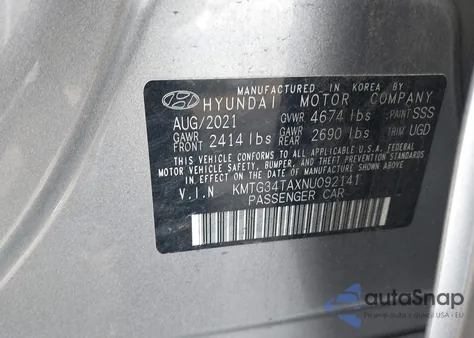 MANUFACTURED IN KOREA BY
HYUNDAI MOTOR COMPANY
AUG/2021 GVWR 4674 lbs PAINT SSS
GAWR FRONT 2414 lbs GAWR REAR 2690 lbs TRIM UGD
THIS VEHICLE CONFORMS TO ALL APPLICABLE U.S.A. FEDERAL
MOTOR VEHICLE SAFETY, BUMPER, AND THEFT PREVENTION
STANDARDS IN EFFECT ON THE DATE OF MANUFACTURE SHOWN ABOVE.
V.I.N. KMTG34TAXNU092141
PASSENGER CAR
autoSnap